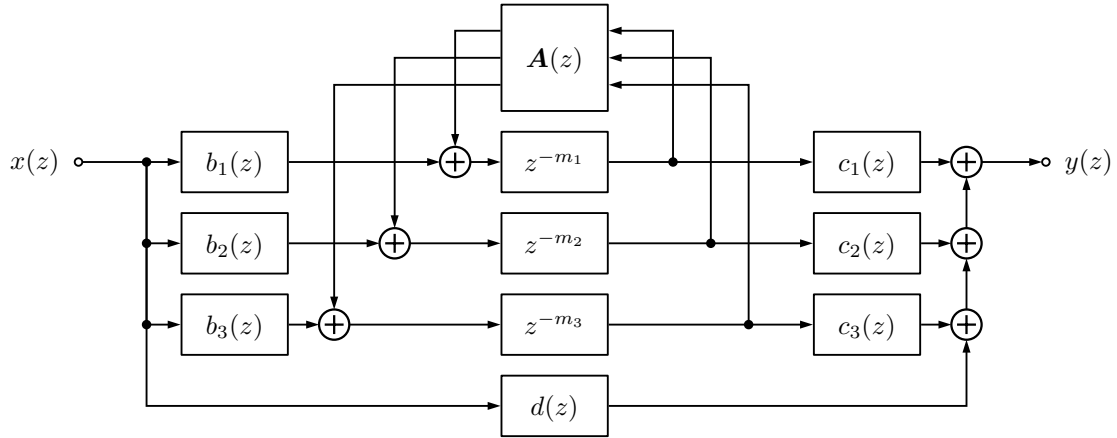 A(z)
x(z) b₁(z) z⁻ᵐ¹ c₁(z) y(z)
b₂(z) z⁻ᵐ² c₂(z)
b₃(z) z⁻ᵐ³ c₃(z)
d(z)